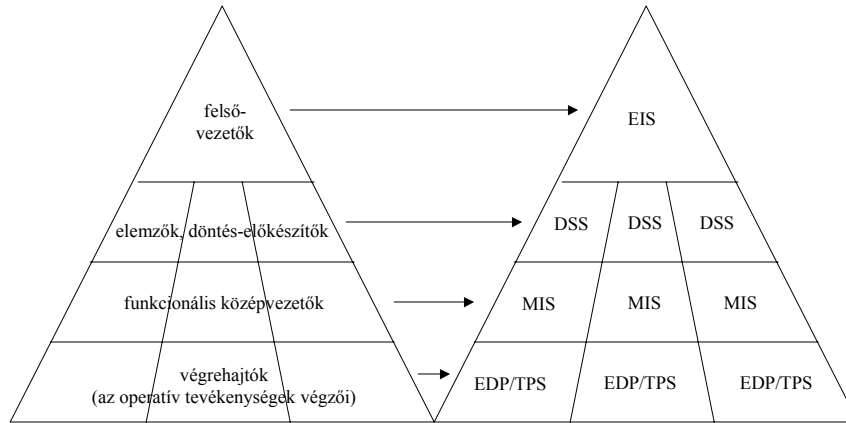 felső-
vezetők
EIS
elemzők, döntés-előkészítők
DSS DSS DSS
funkcionális középvezetők
MIS MIS MIS
végrehajtók
(az operatív tevékenységek végzői)
EDP/TPS EDP/TPS EDP/TPS